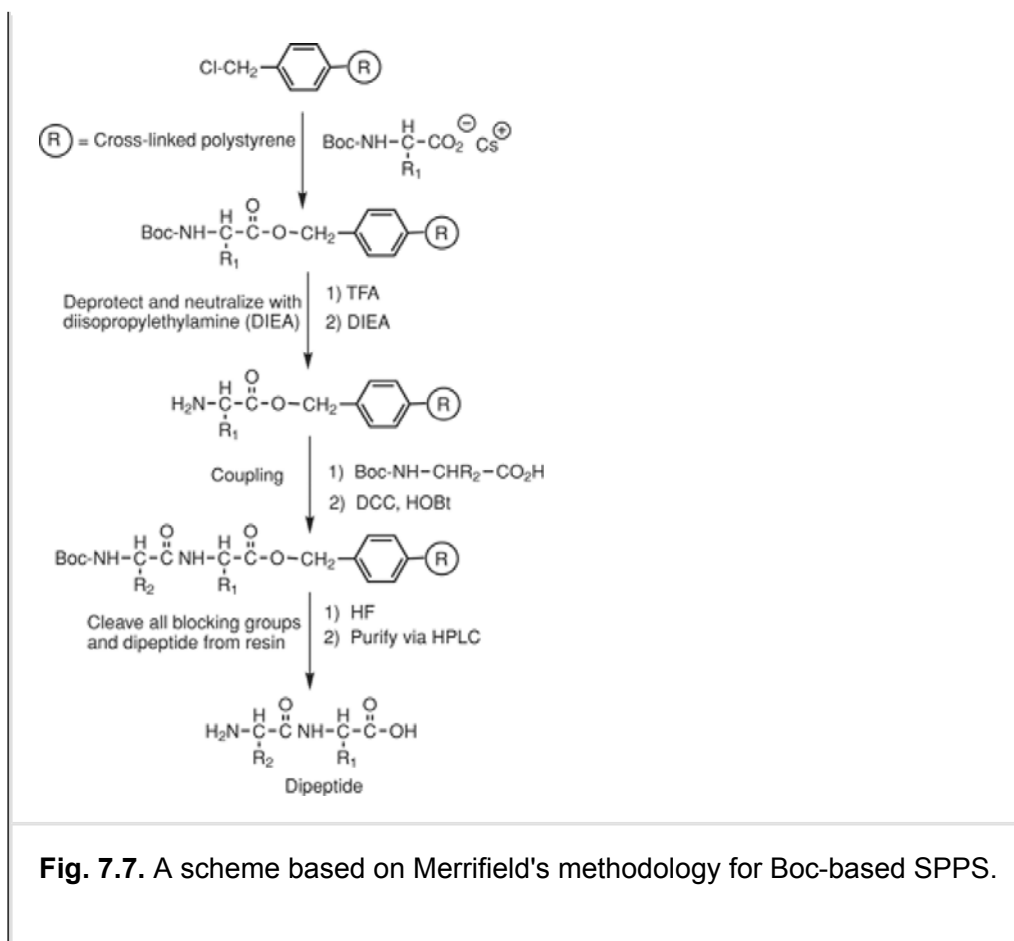 Cl-CH2 R
R = Cross-linked polystyrene
Boc-NH-C-CO2 Cs
H
R1
⊖ ⊕
H O
Boc-NH-C-C-O-CH2 R
R1
Deprotect and neutralize with
diisopropylethylamine (DIEA)
1) TFA
2) DIEA
H O
H2N-C-C-O-CH2 R
R1
Coupling
1) Boc-NH-CHR2-CO2H
2) DCC, HOBt
H O H O
Boc-NH-C-C NH-C-C-O-CH2 R
R2 R1
Cleave all blocking groups
and dipeptide from resin
1) HF
2) Purify via HPLC
H O H O
H2N-C-C NH-C-C-OH
R2 R1
Dipeptide
Fig. 7.7. A scheme based on Merrifield's methodology for Boc-based SPPS.